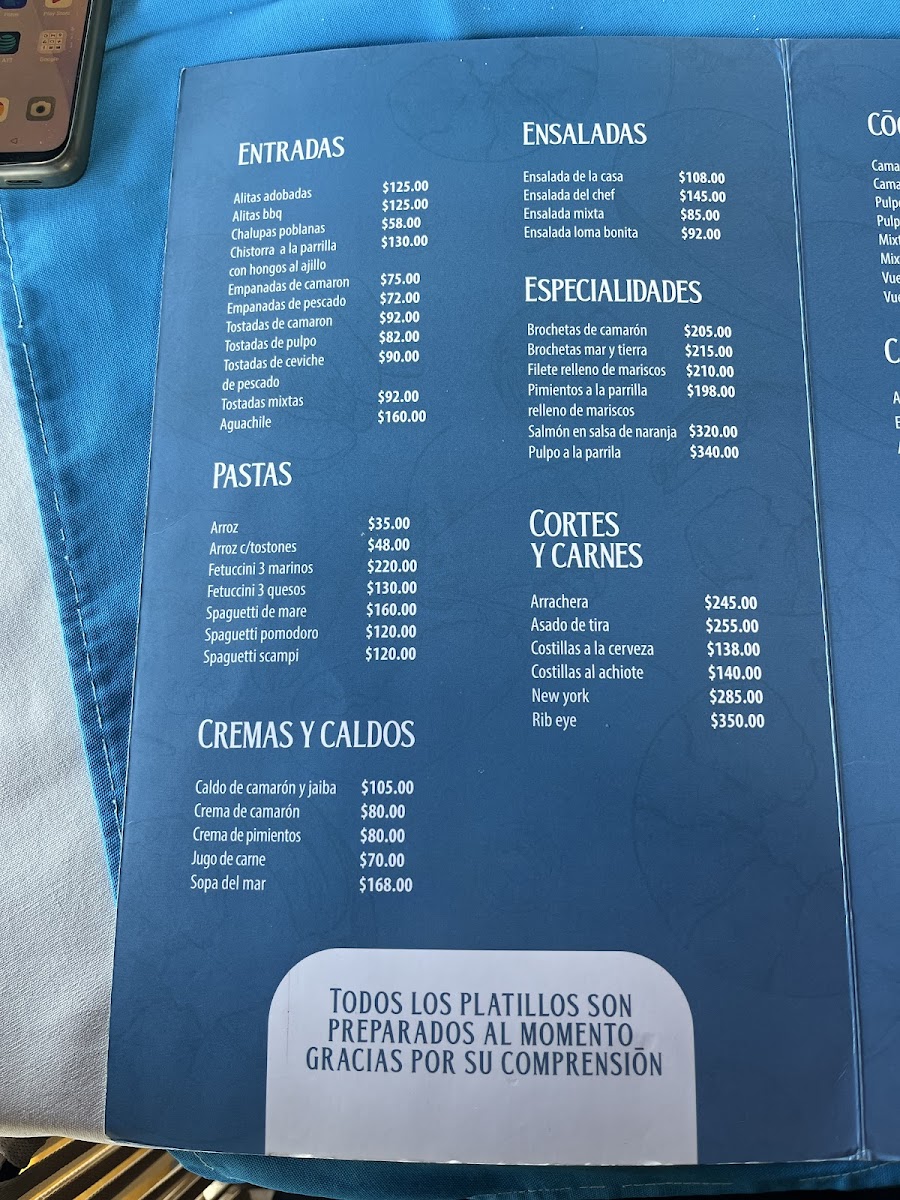 ENTRADAS
Alitas adobadas $125.00
Alitas bbq $125.00
Chalupas poblanas $58.00
Chistorra a la parrilla $130.00
con hongos al ajillo
Empanadas de camaron $75.00
Empanadas de pescado $72.00
Tostadas de camaron $92.00
Tostadas de pulpo $82.00
Tostadas de ceviche $90.00
de pescado
Tostadas mixtas $92.00
Aguachile $160.00
PASTAS
Arroz $35.00
Arroz c/tostones $48.00
Fetuccini 3 marinos $220.00
Fetuccini 3 quesos $130.00
Spaguetti de mare $160.00
Spaguetti pomodoro $120.00
Spaguetti scampi $120.00
CREMAS Y CALDOS
Caldo de camarón y jaiba $105.00
Crema de camarón $80.00
Crema de pimientos $80.00
Jugo de carne $70.00
Sopa del mar $168.00
ENSALADAS
Ensalada de la casa $108.00
Ensalada del chef $145.00
Ensalada mixta $85.00
Ensalada loma bonita $92.00
ESPECIALIDADES
Brochetas de camarón $205.00
Brochetas mar y tierra $215.00
Filete relleno de mariscos $210.00
Pimientos a la parrilla $198.00
relleno de mariscos
Salmón en salsa de naranja $320.00
Pulpo a la parrila $340.00
CORTES
Y CARNES
Arrachera $245.00
Asado de tira $255.00
Costillas a la cerveza $138.00
Costillas al achiote $140.00
New york $285.00
Rib eye $350.00
TODOS LOS PLATILLOS SON
PREPARADOS AL MOMENTO
GRACIAS POR SU COMPRENSIŌN